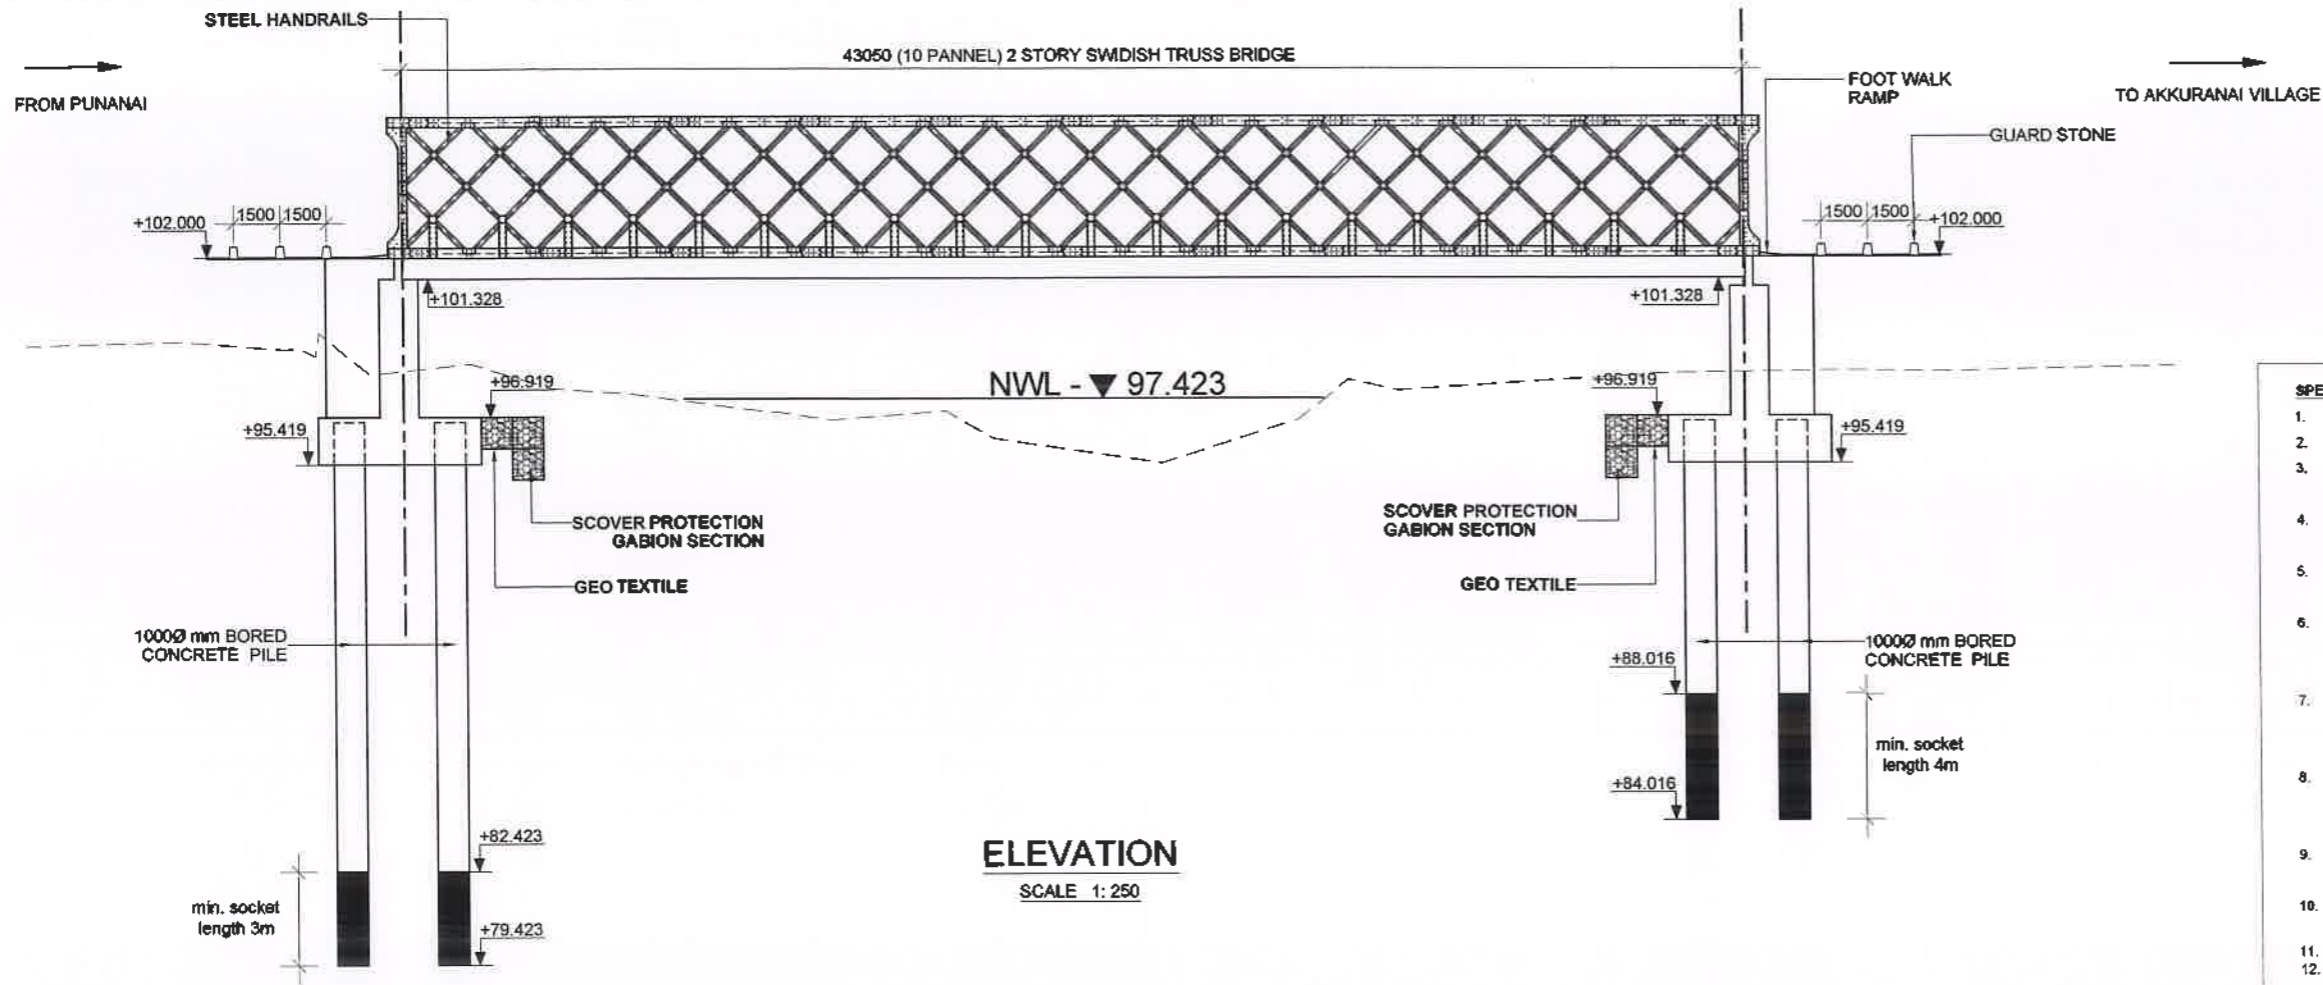 STEEL HANDRAILS
43050 (10 PANNEL) 2 STORY SWIDISH TRUSS BRIDGE
FROM PUNANAI
FOOT WALK
RAMP
TO AKKURANAI VILLAGE
GUARD STONE
+102.000
1500 1500
1500 1500
+102.000
+101.328
+101.328
NWL - ▼ 97.423
+96.919
+96.919
+95.419
+95.419
SCOVER PROTECTION
GABION SECTION
SCOVER PROTECTION
GABION SECTION
GEO TEXTILE
GEO TEXTILE
1000Ø mm BORED
CONCRETE PILE
1000Ø mm BORED
CONCRETE PILE
+88.016
min. socket
length 4m
+84.016
+82.423
min. socket
length 3m
+79.423
ELEVATION
SCALE 1: 250
SPE
1.
2.
3.
4.
5.
6.
7.
8.
9.
10.
11.
12.